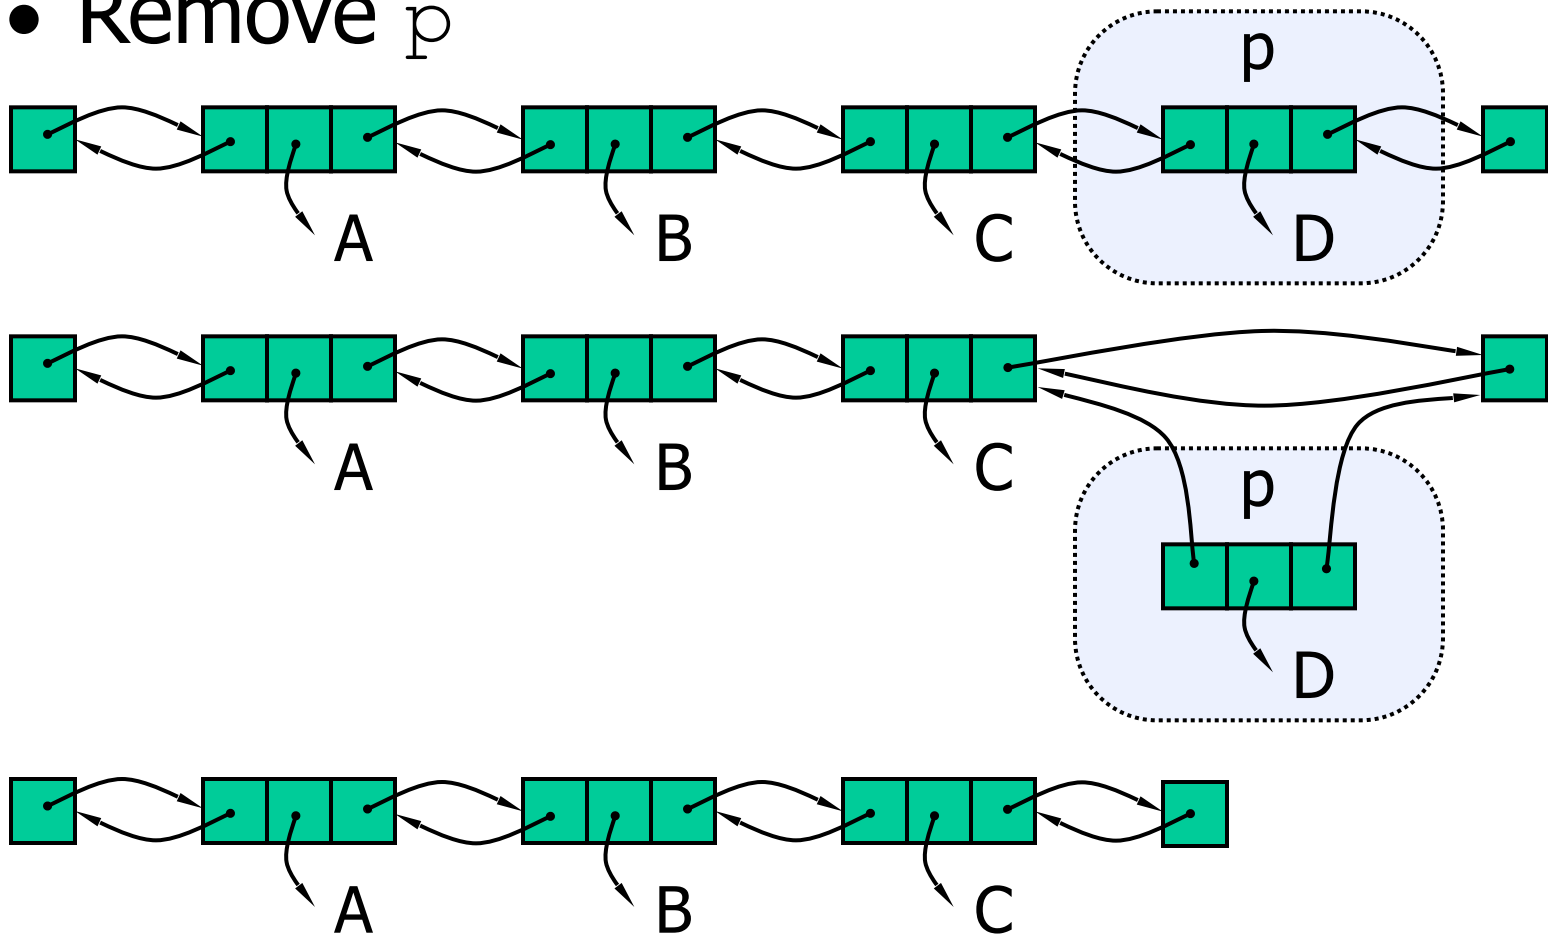 • Remove p
p
A B C D
A B C
p
D
A B C